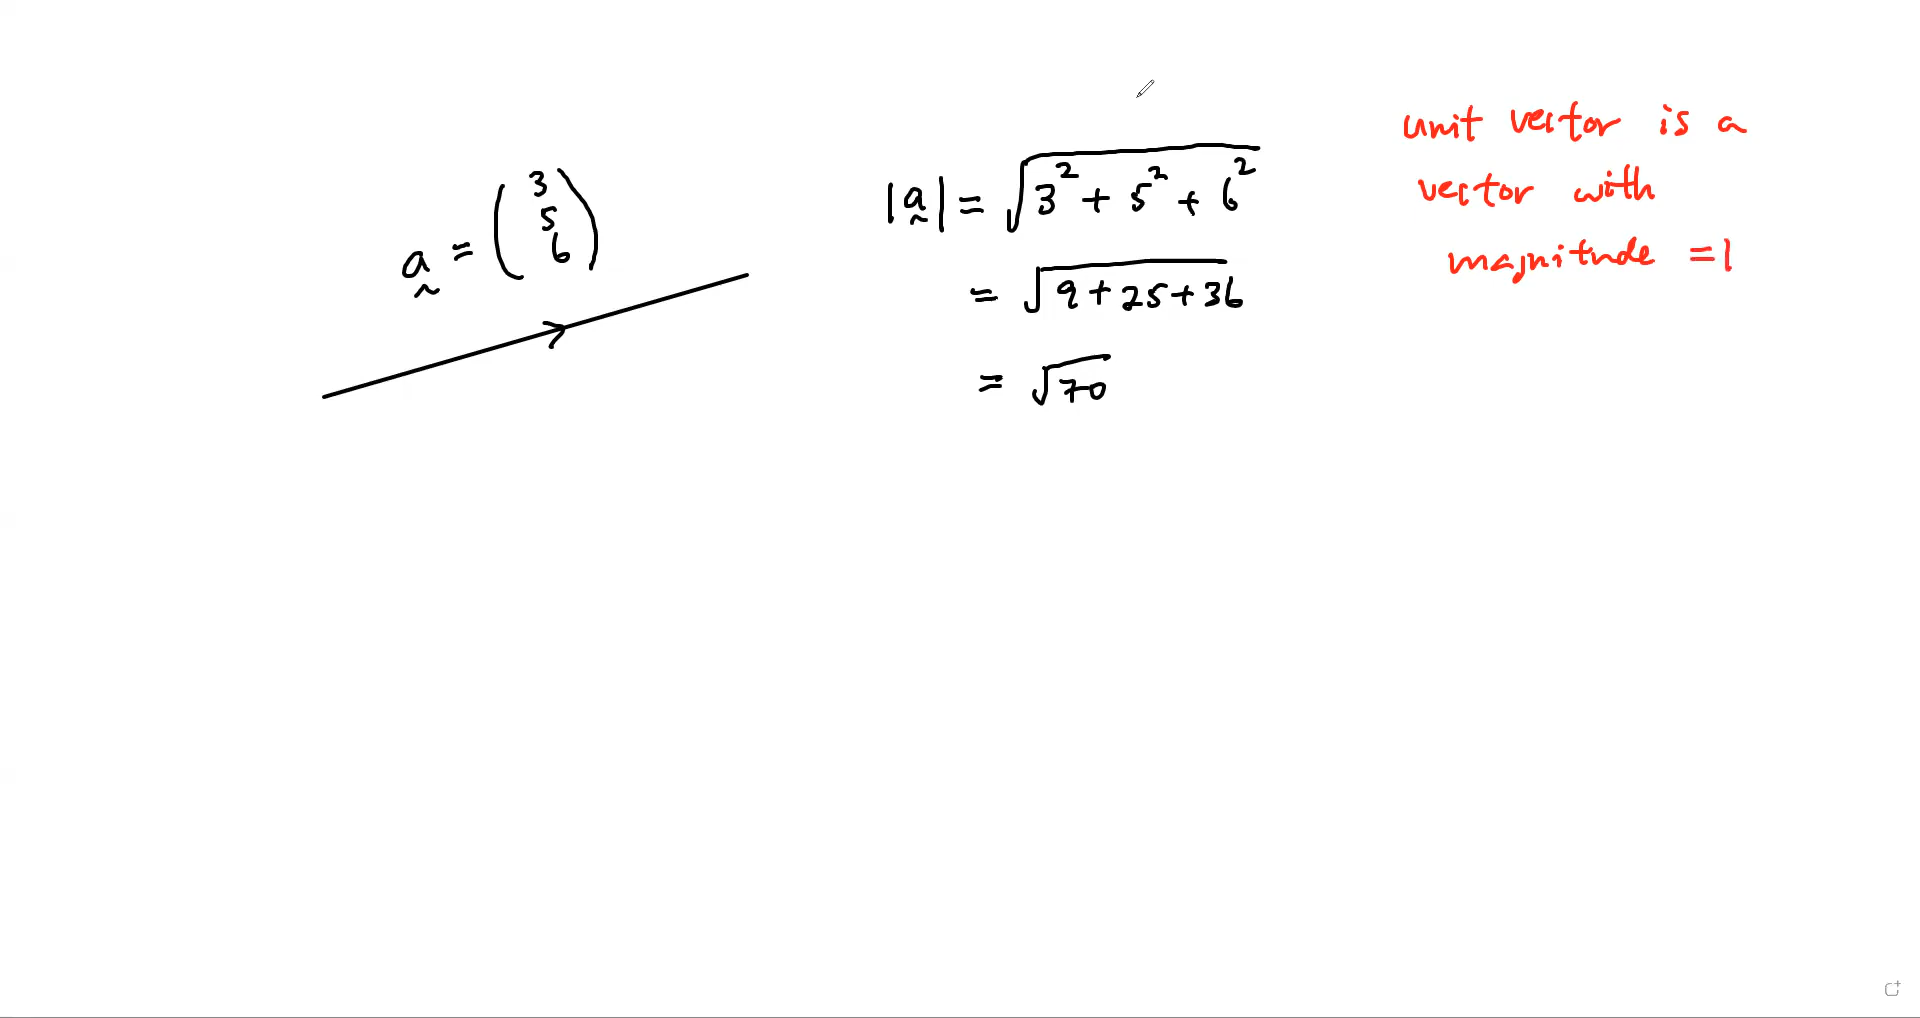 a = (3
5
6)
|a| = √3² + 5² + 6²
= √9 + 25 + 36
= √70
unit vector is a
vector with
magnitude = 1